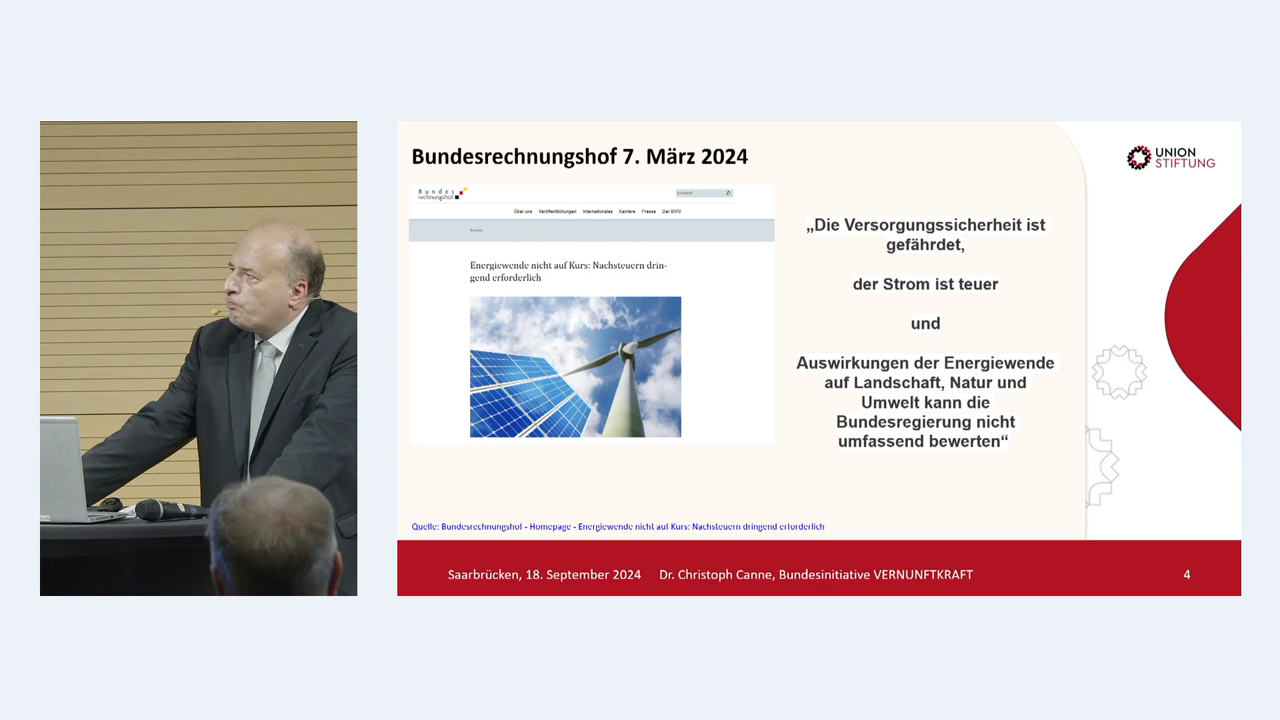 Bundesrechnungshof 7. März 2024
UNION
STIFTUNG
Bundes
rechnungshof
Über uns Veröffentlichungen Internationales Karriere Presse Der BWV
Energiewende nicht auf Kurs: Nachsteuern drin-
gend erforderlich
„Die Versorgungssicherheit ist
gefährdet,
der Strom ist teuer
und
Auswirkungen der Energiewende
auf Landschaft, Natur und
Umwelt kann die
Bundesregierung nicht
umfassend bewerten“
Quelle: Bundesrechnungshof - Homepage - Energiewende nicht auf Kurs: Nachsteuern dringend erforderlich
Saarbrücken, 18. September 2024 Dr. Christoph Canne, Bundesinitiative VERNUNFTKRAFT 4